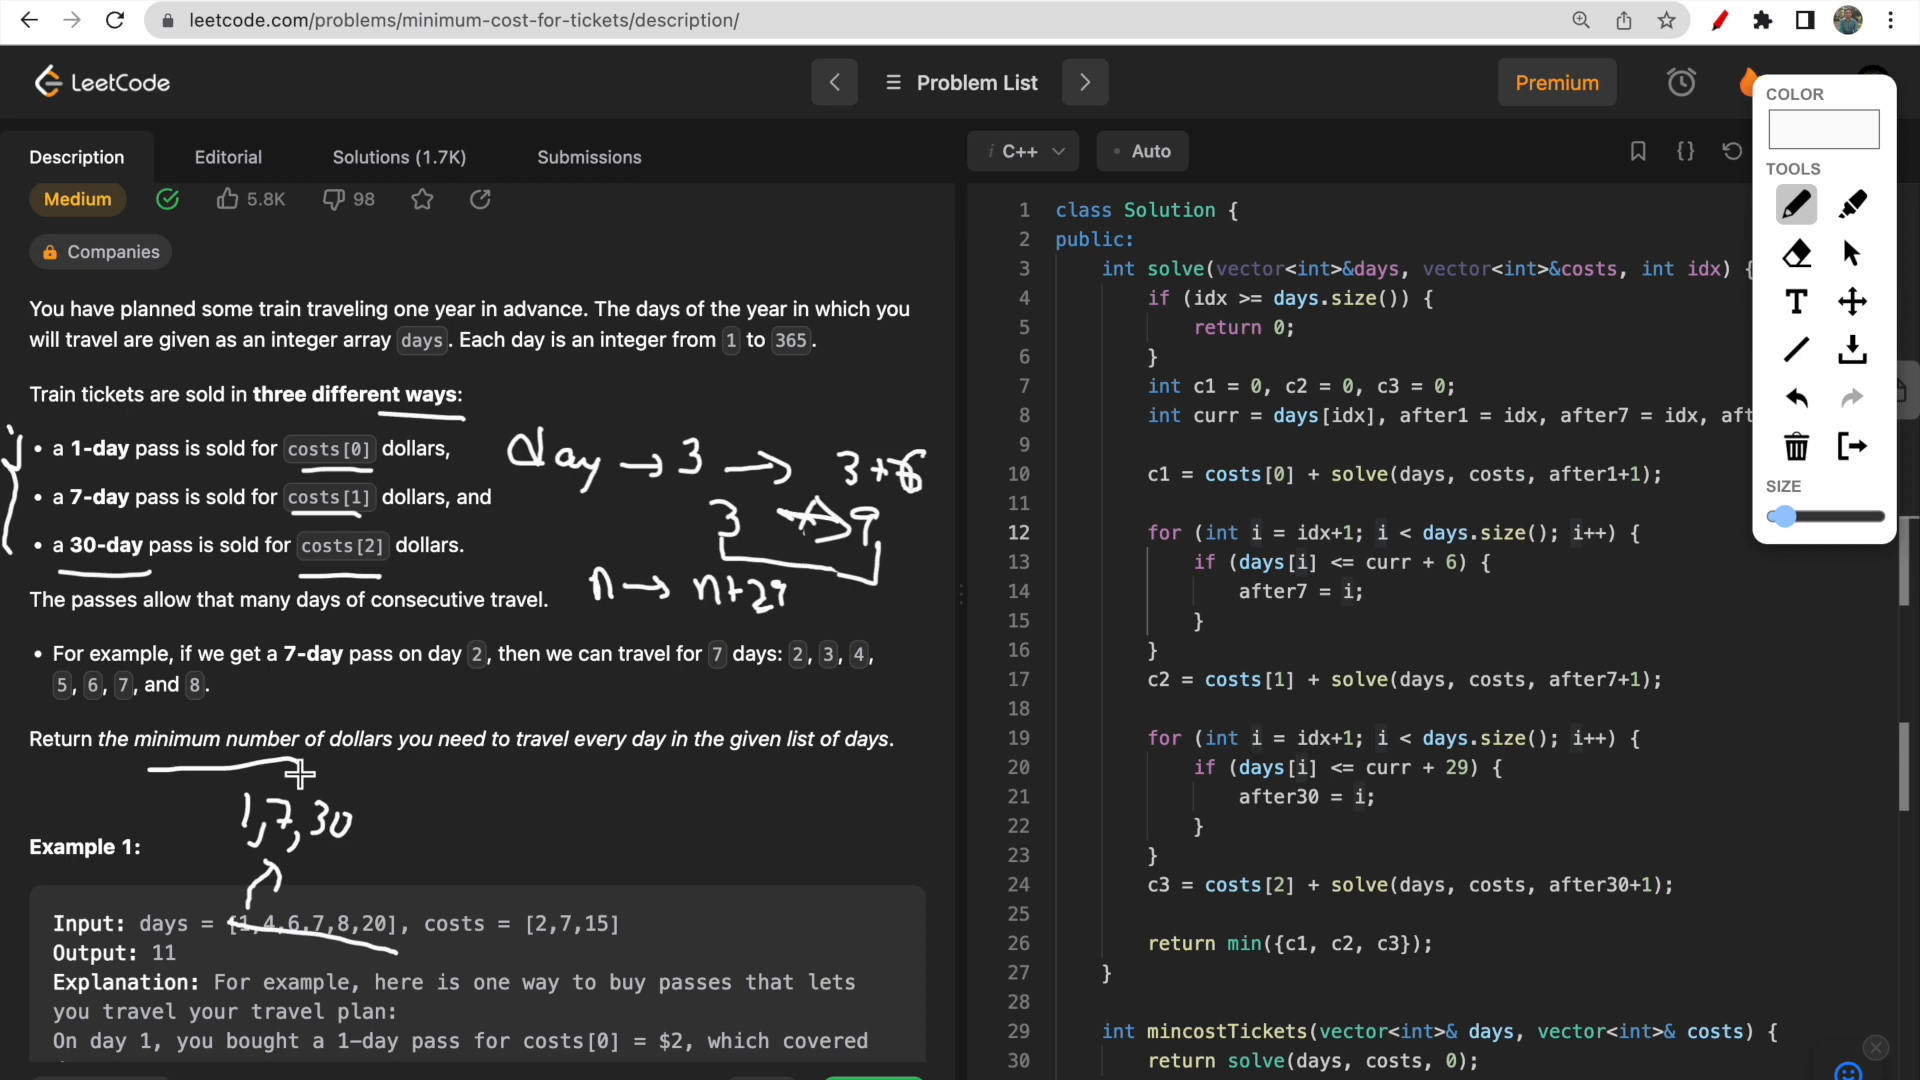 leetcode.com/problems/minimum-cost-for-tickets/description/
LeetCode
Problem List
Premium
Description
Editorial
Solutions (1.7K)
Submissions
i C++
• Auto
{}
Medium
5.8K
98
Companies
You have planned some train traveling one year in advance. The days of the year in which you
will travel are given as an integer array days. Each day is an integer from 1 to 365.
Train tickets are sold in three different ways:
• a 1-day pass is sold for costs[0] dollars,
• a 7-day pass is sold for costs[1] dollars, and
• a 30-day pass is sold for costs[2] dollars.
The passes allow that many days of consecutive travel.
• For example, if we get a 7-day pass on day 2, then we can travel for 7 days: 2, 3, 4,
5, 6, 7, and 8.
Return the minimum number of dollars you need to travel every day in the given list of days.
day → 3 → 3+6
3 → 9
n → n+29
1,7,30
Example 1:
Input: days = [1,4,6,7,8,20], costs = [2,7,15]
Output: 11
Explanation: For example, here is one way to buy passes that lets
you travel your travel plan:
On day 1, you bought a 1-day pass for costs[0] = $2, which covered
1 class Solution {
2 public:
3 int solve(vector<int>&days, vector<int>&costs, int idx) {
4 if (idx >= days.size()) {
5 return 0;
6 }
7 int c1 = 0, c2 = 0, c3 = 0;
8 int curr = days[idx], after1 = idx, after7 = idx, aft
9
10 c1 = costs[0] + solve(days, costs, after1+1);
11
12 for (int i = idx+1; i < days.size(); i++) {
13 if (days[i] <= curr + 6) {
14 after7 = i;
15 }
16 }
17 c2 = costs[1] + solve(days, costs, after7+1);
18
19 for (int i = idx+1; i < days.size(); i++) {
20 if (days[i] <= curr + 29) {
21 after30 = i;
22 }
23 }
24 c3 = costs[2] + solve(days, costs, after30+1);
25
26 return min({c1, c2, c3});
27 }
28
29 int mincostTickets(vector<int>& days, vector<int>& costs) {
30 return solve(days, costs, 0);
COLOR
TOOLS
T
SIZE